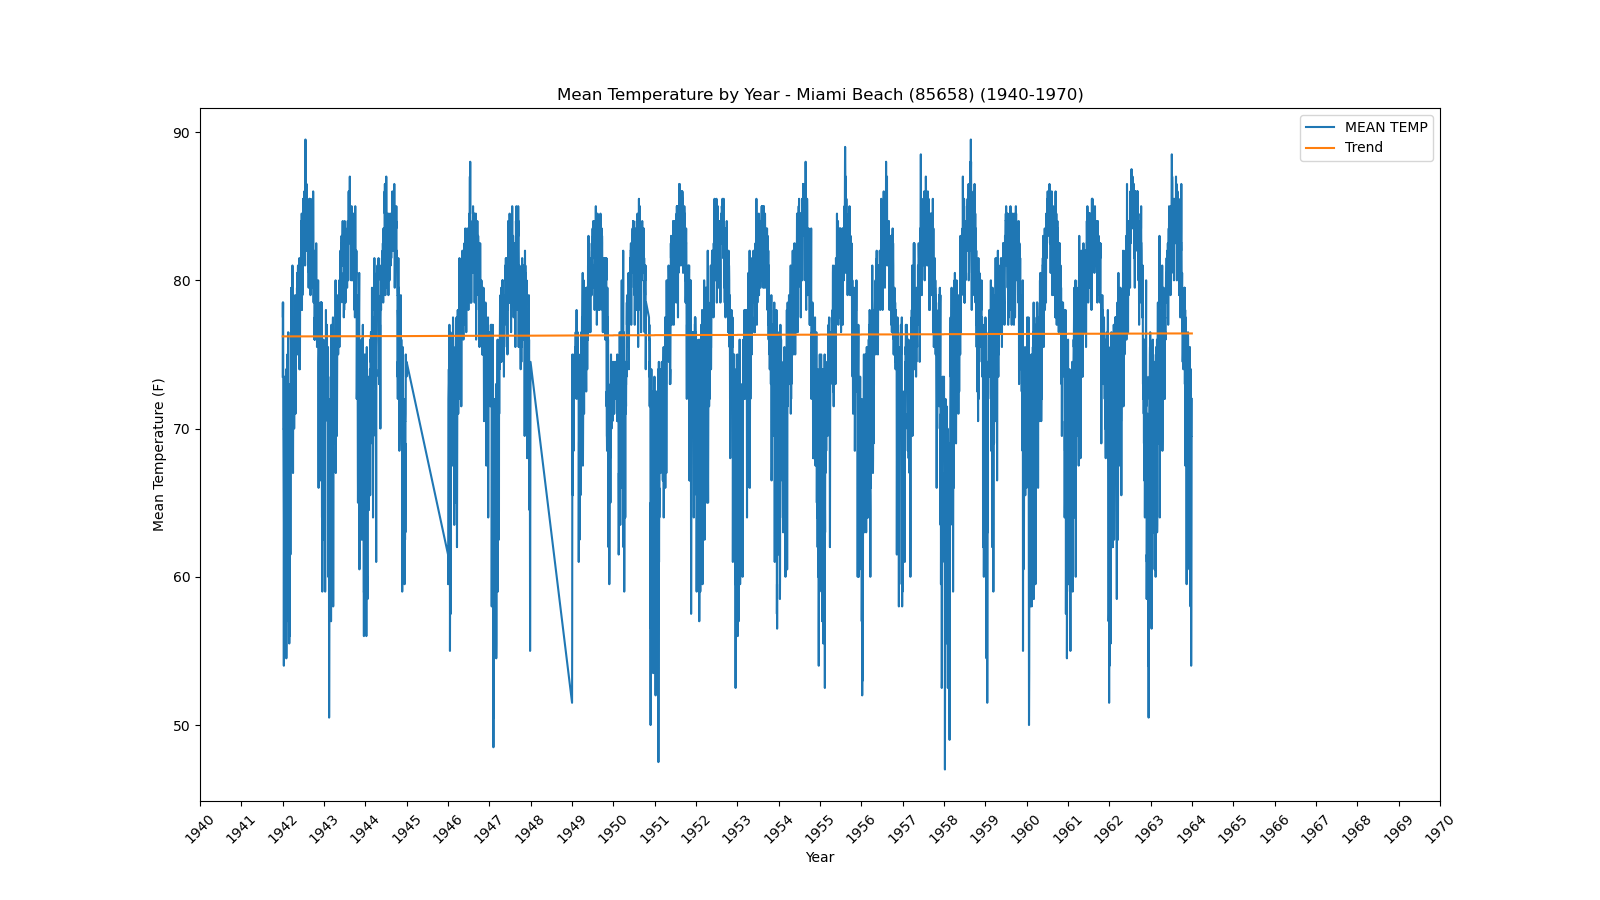 Mean Temperature by Year - Miami Beach (85658) (1940-1970)
MEAN TEMP
Trend
90
80
70
60
50
Mean Temperature (F)
1940 1941 1942 1943 1944 1945 1946 1947 1948 1949 1950 1951 1952 1953 1954 1955 1956 1957 1958 1959 1960 1961 1962 1963 1964 1965 1966 1967 1968 1969 1970
Year